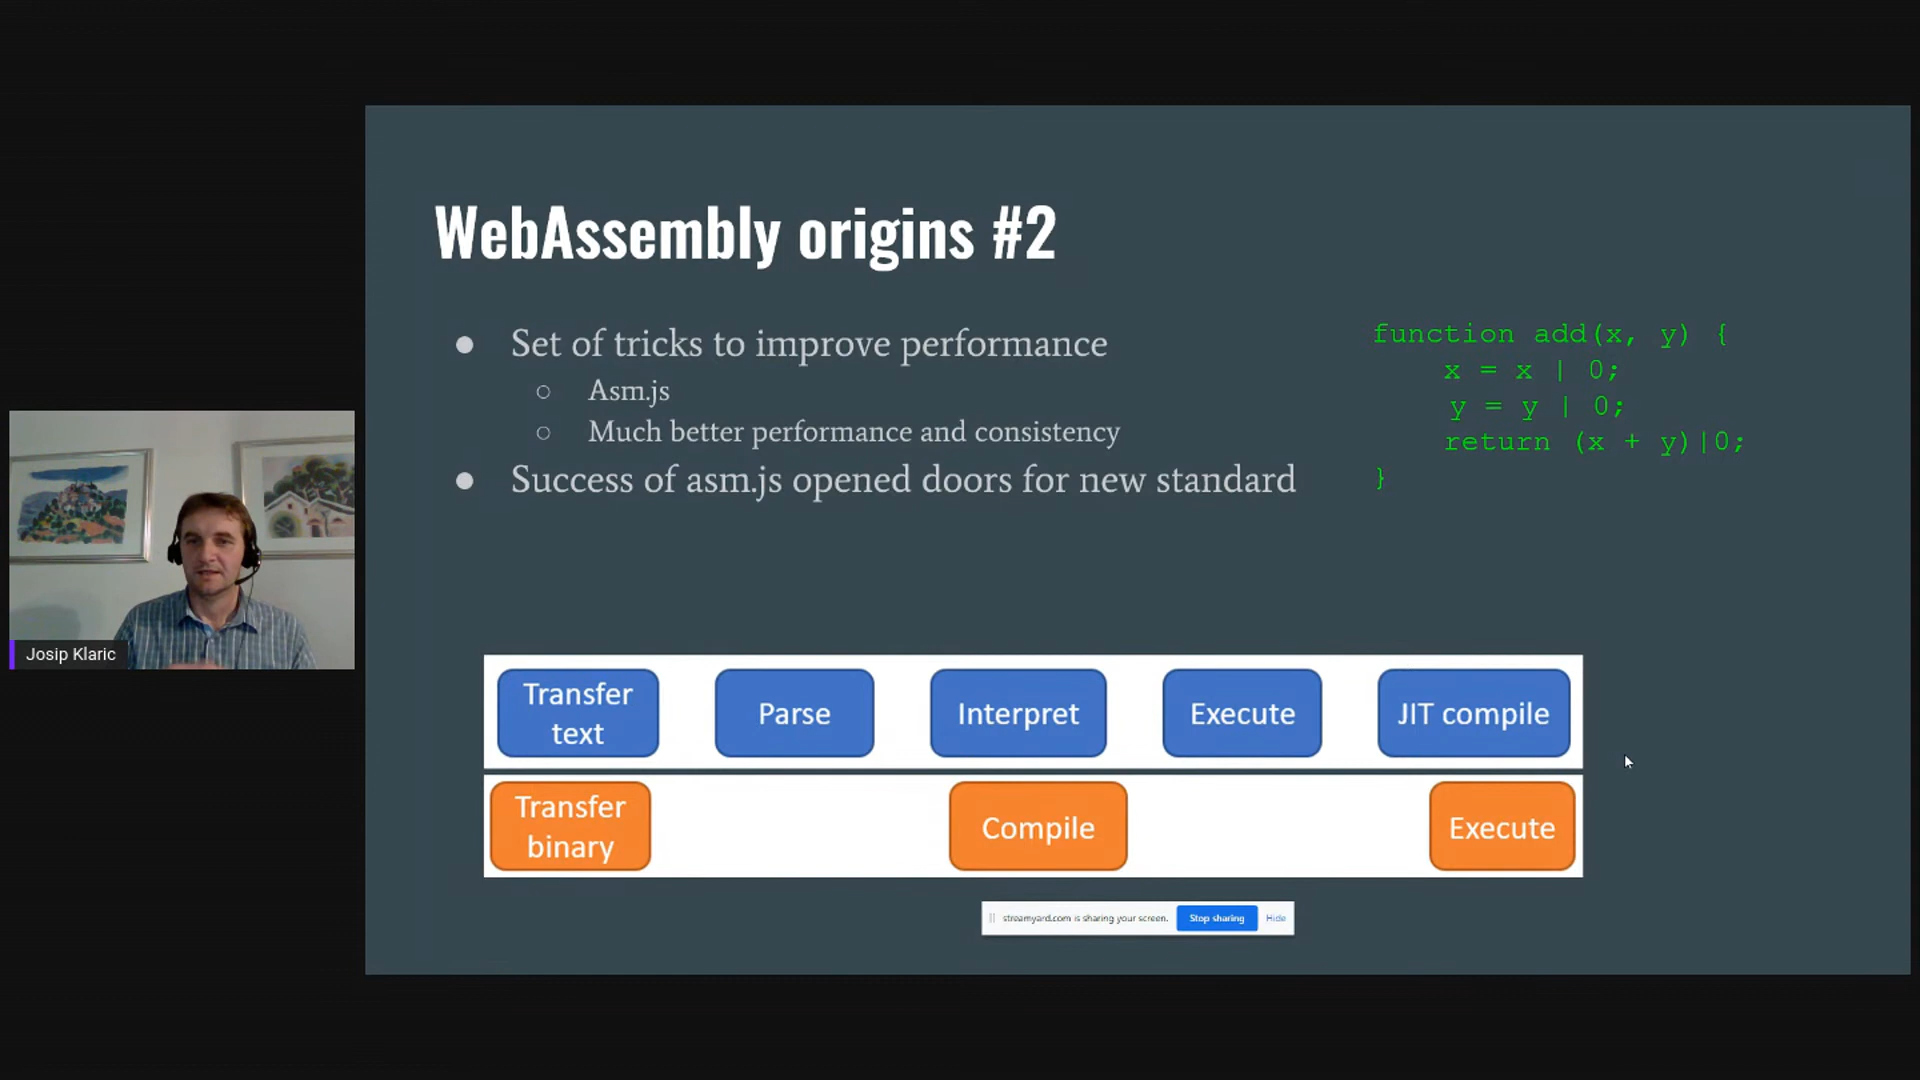 WebAssembly origins #2
● Set of tricks to improve performance
○ Asm.js
○ Much better performance and consistency
● Success of asm.js opened doors for new standard
function add(x, y) {
x = x | 0;
y = y | 0;
return (x + y)|0;
}
Josip Klaric
Transfer
text
Parse
Interpret
Execute
JIT compile
Transfer
binary
Compile
Execute
streamyard.com is sharing your screen.
Stop sharing
Hide